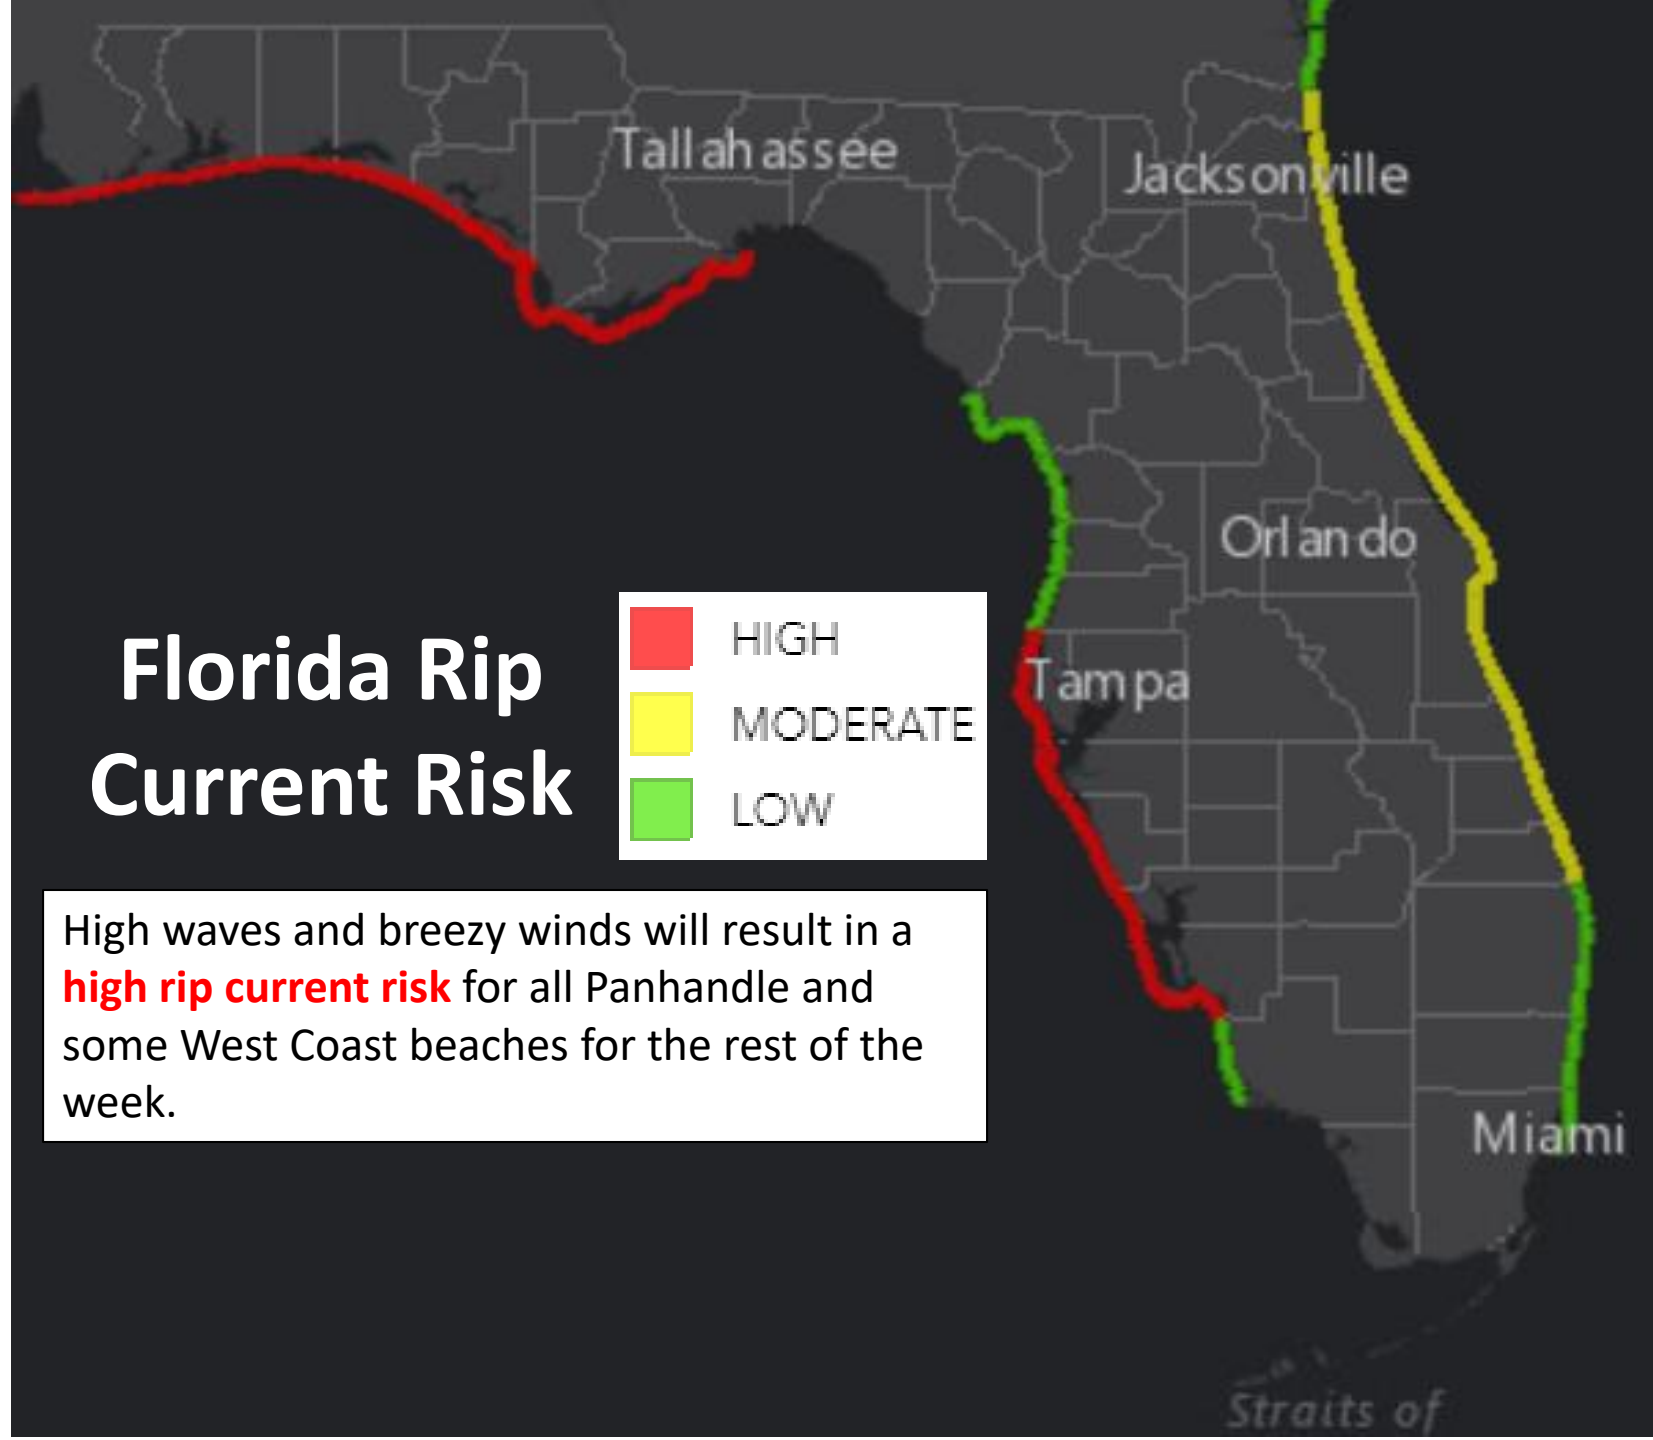 Tallahassee
Jacksonville
Orlando
Florida Rip
Current Risk
HIGH
MODERATE
LOW
Tampa
High waves and breezy winds will result in a
high rip current risk for all Panhandle and
some West Coast beaches for the rest of the
week.
Miami
Straits of